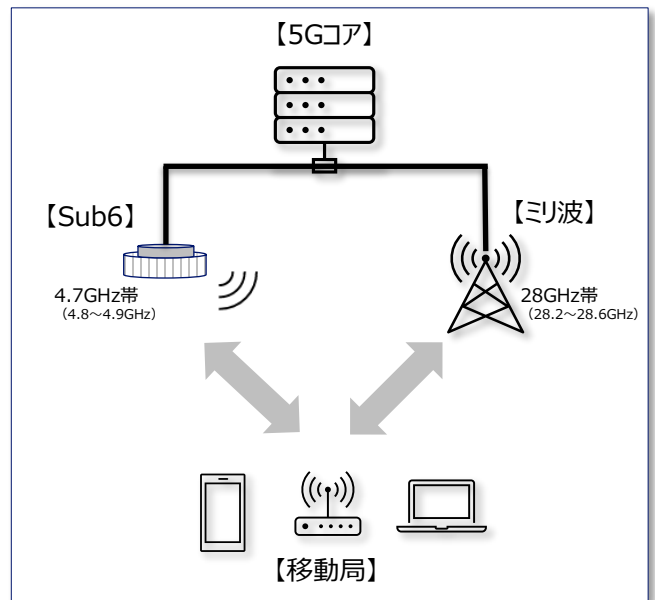 【5Gコア】
【Sub6】
【ミリ波】
4.7GHz帯
（4.8～4.9GHz）
28GHz帯
（28.2～28.6GHz）
【移動局】